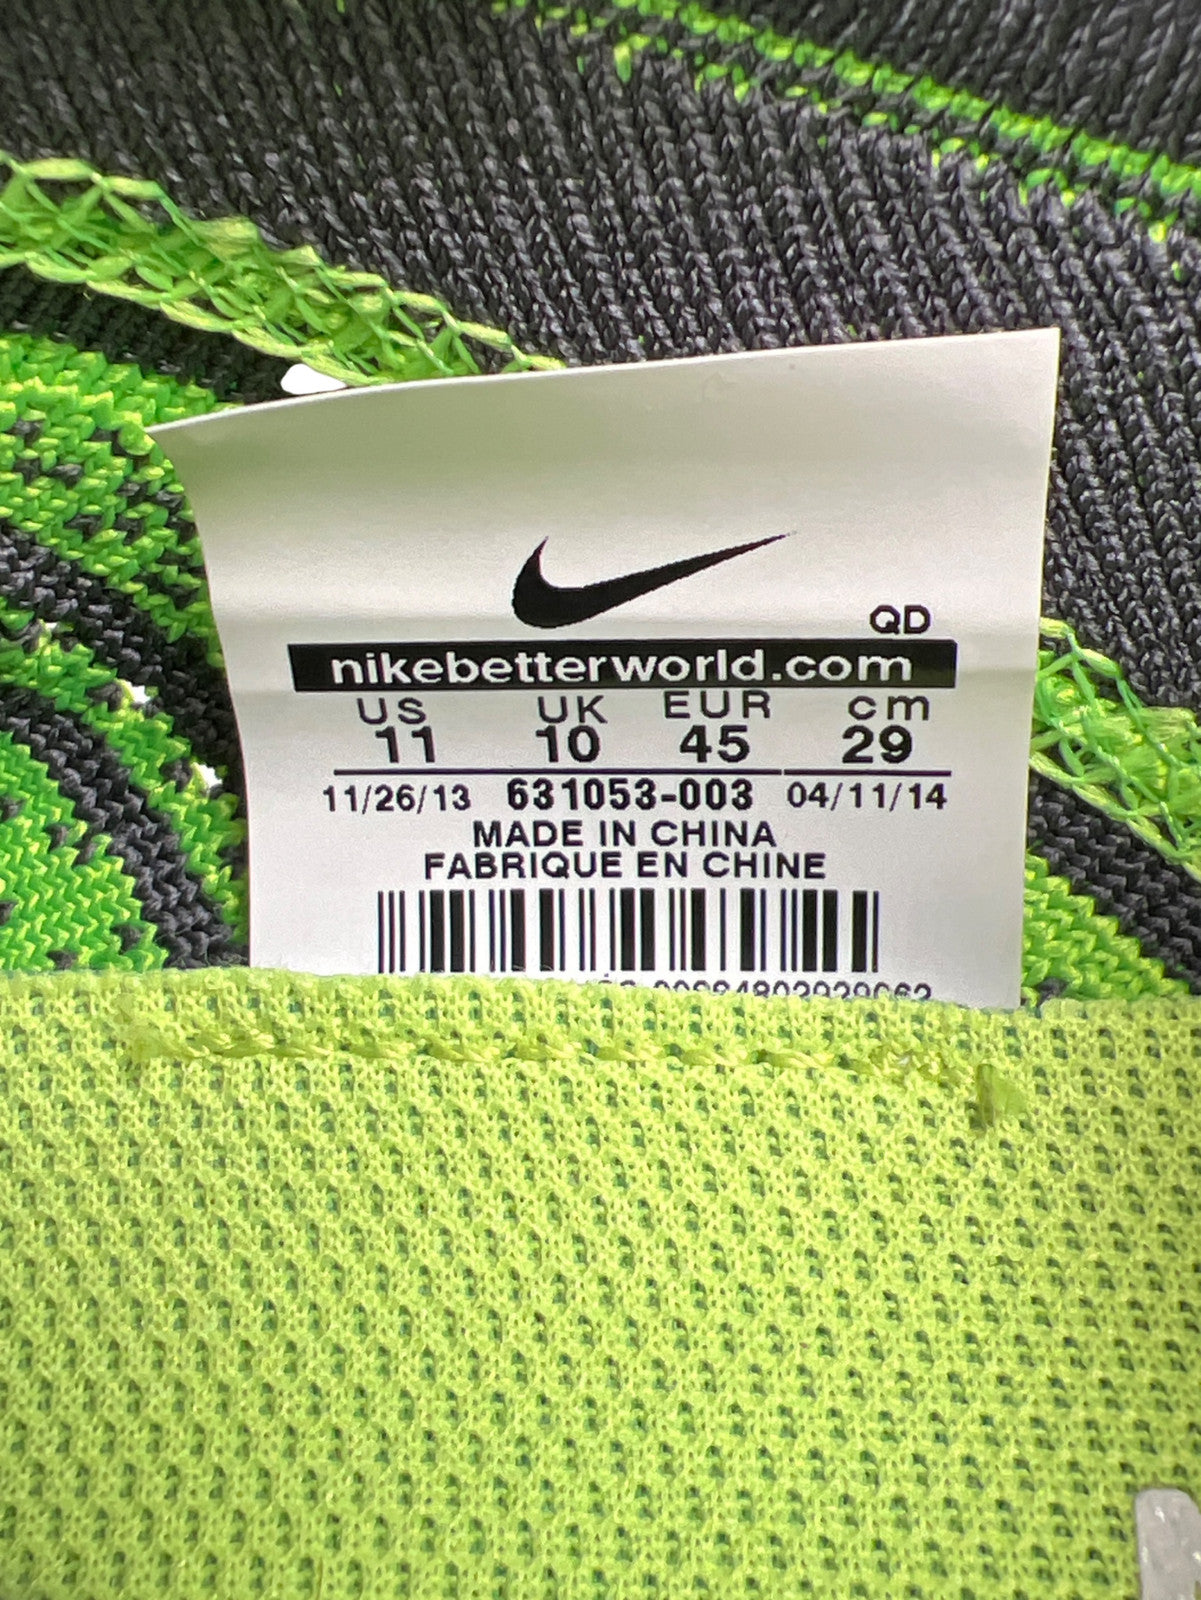 QD
nikebetterworld.com
US UK EUR cm
11 10 45 29
11/26/13 631053-003 04/11/14
MADE IN CHINA
FABRIQUE EN CHINE